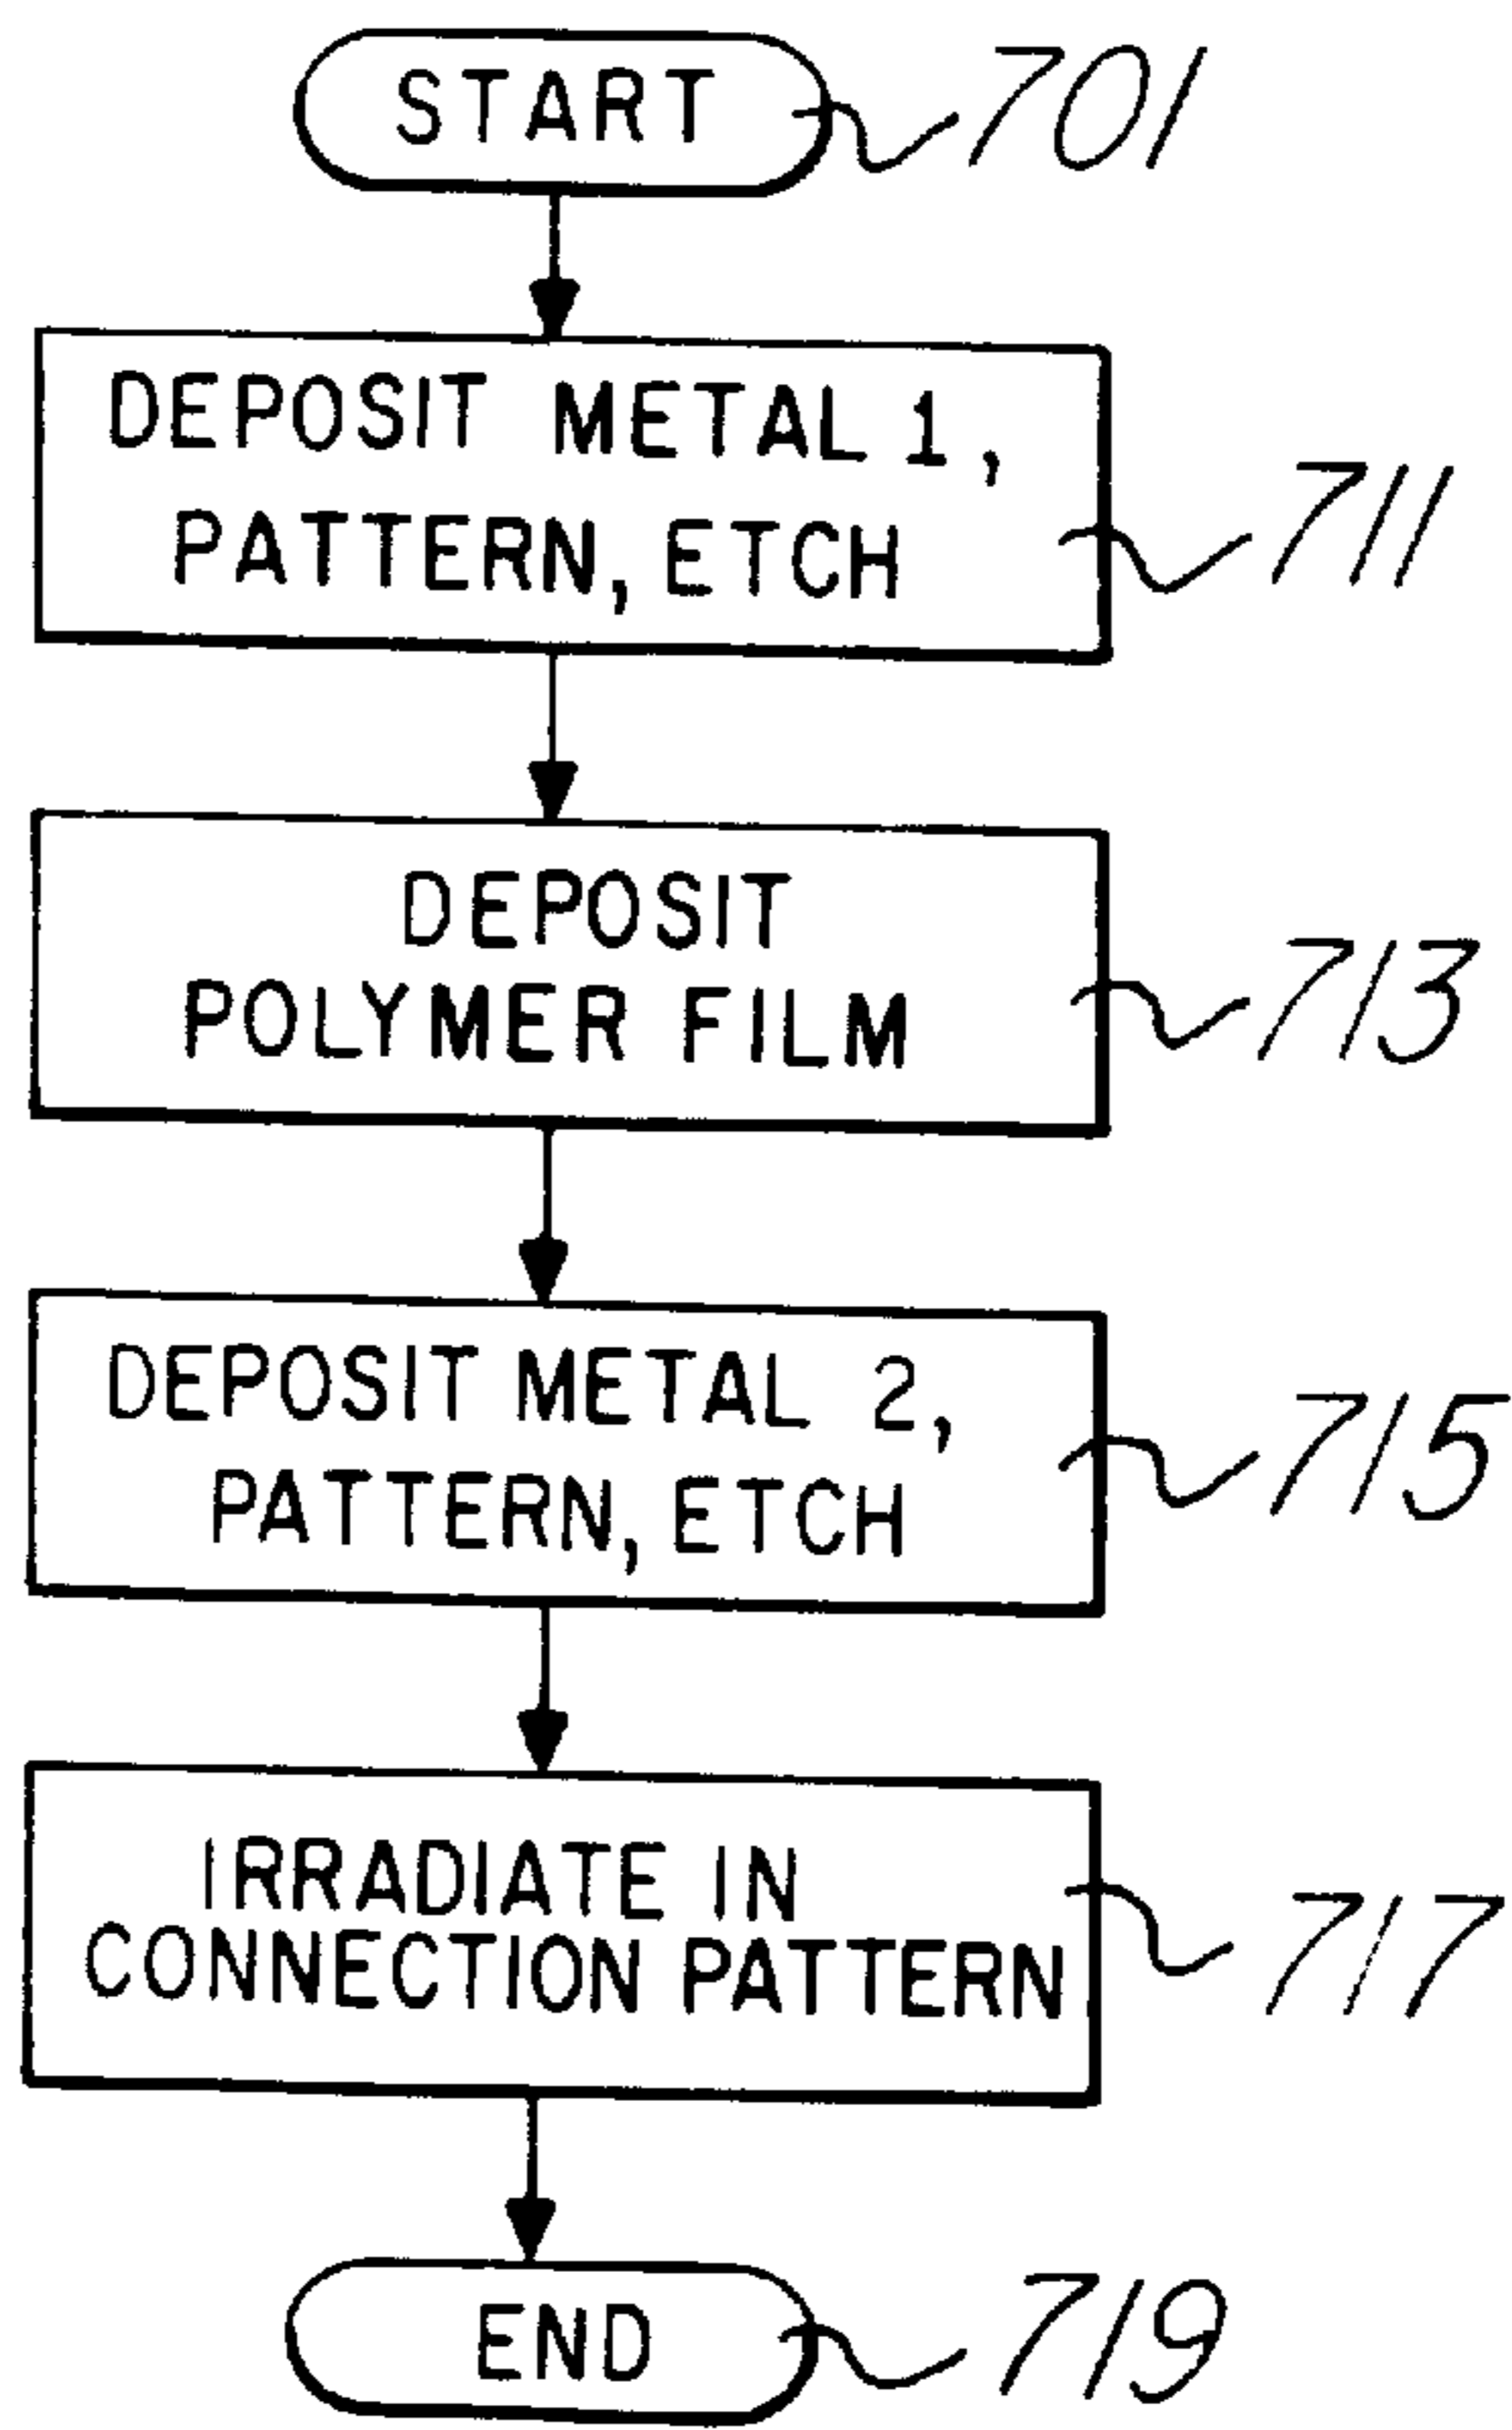 START
701
DEPOSIT METAL 1,
PATTERN, ETCH
711
DEPOSIT
POLYMER FILM
713
DEPOSIT METAL 2,
PATTERN, ETCH
715
IRRADIATE IN
CONNECTION PATTERN
717
END
719